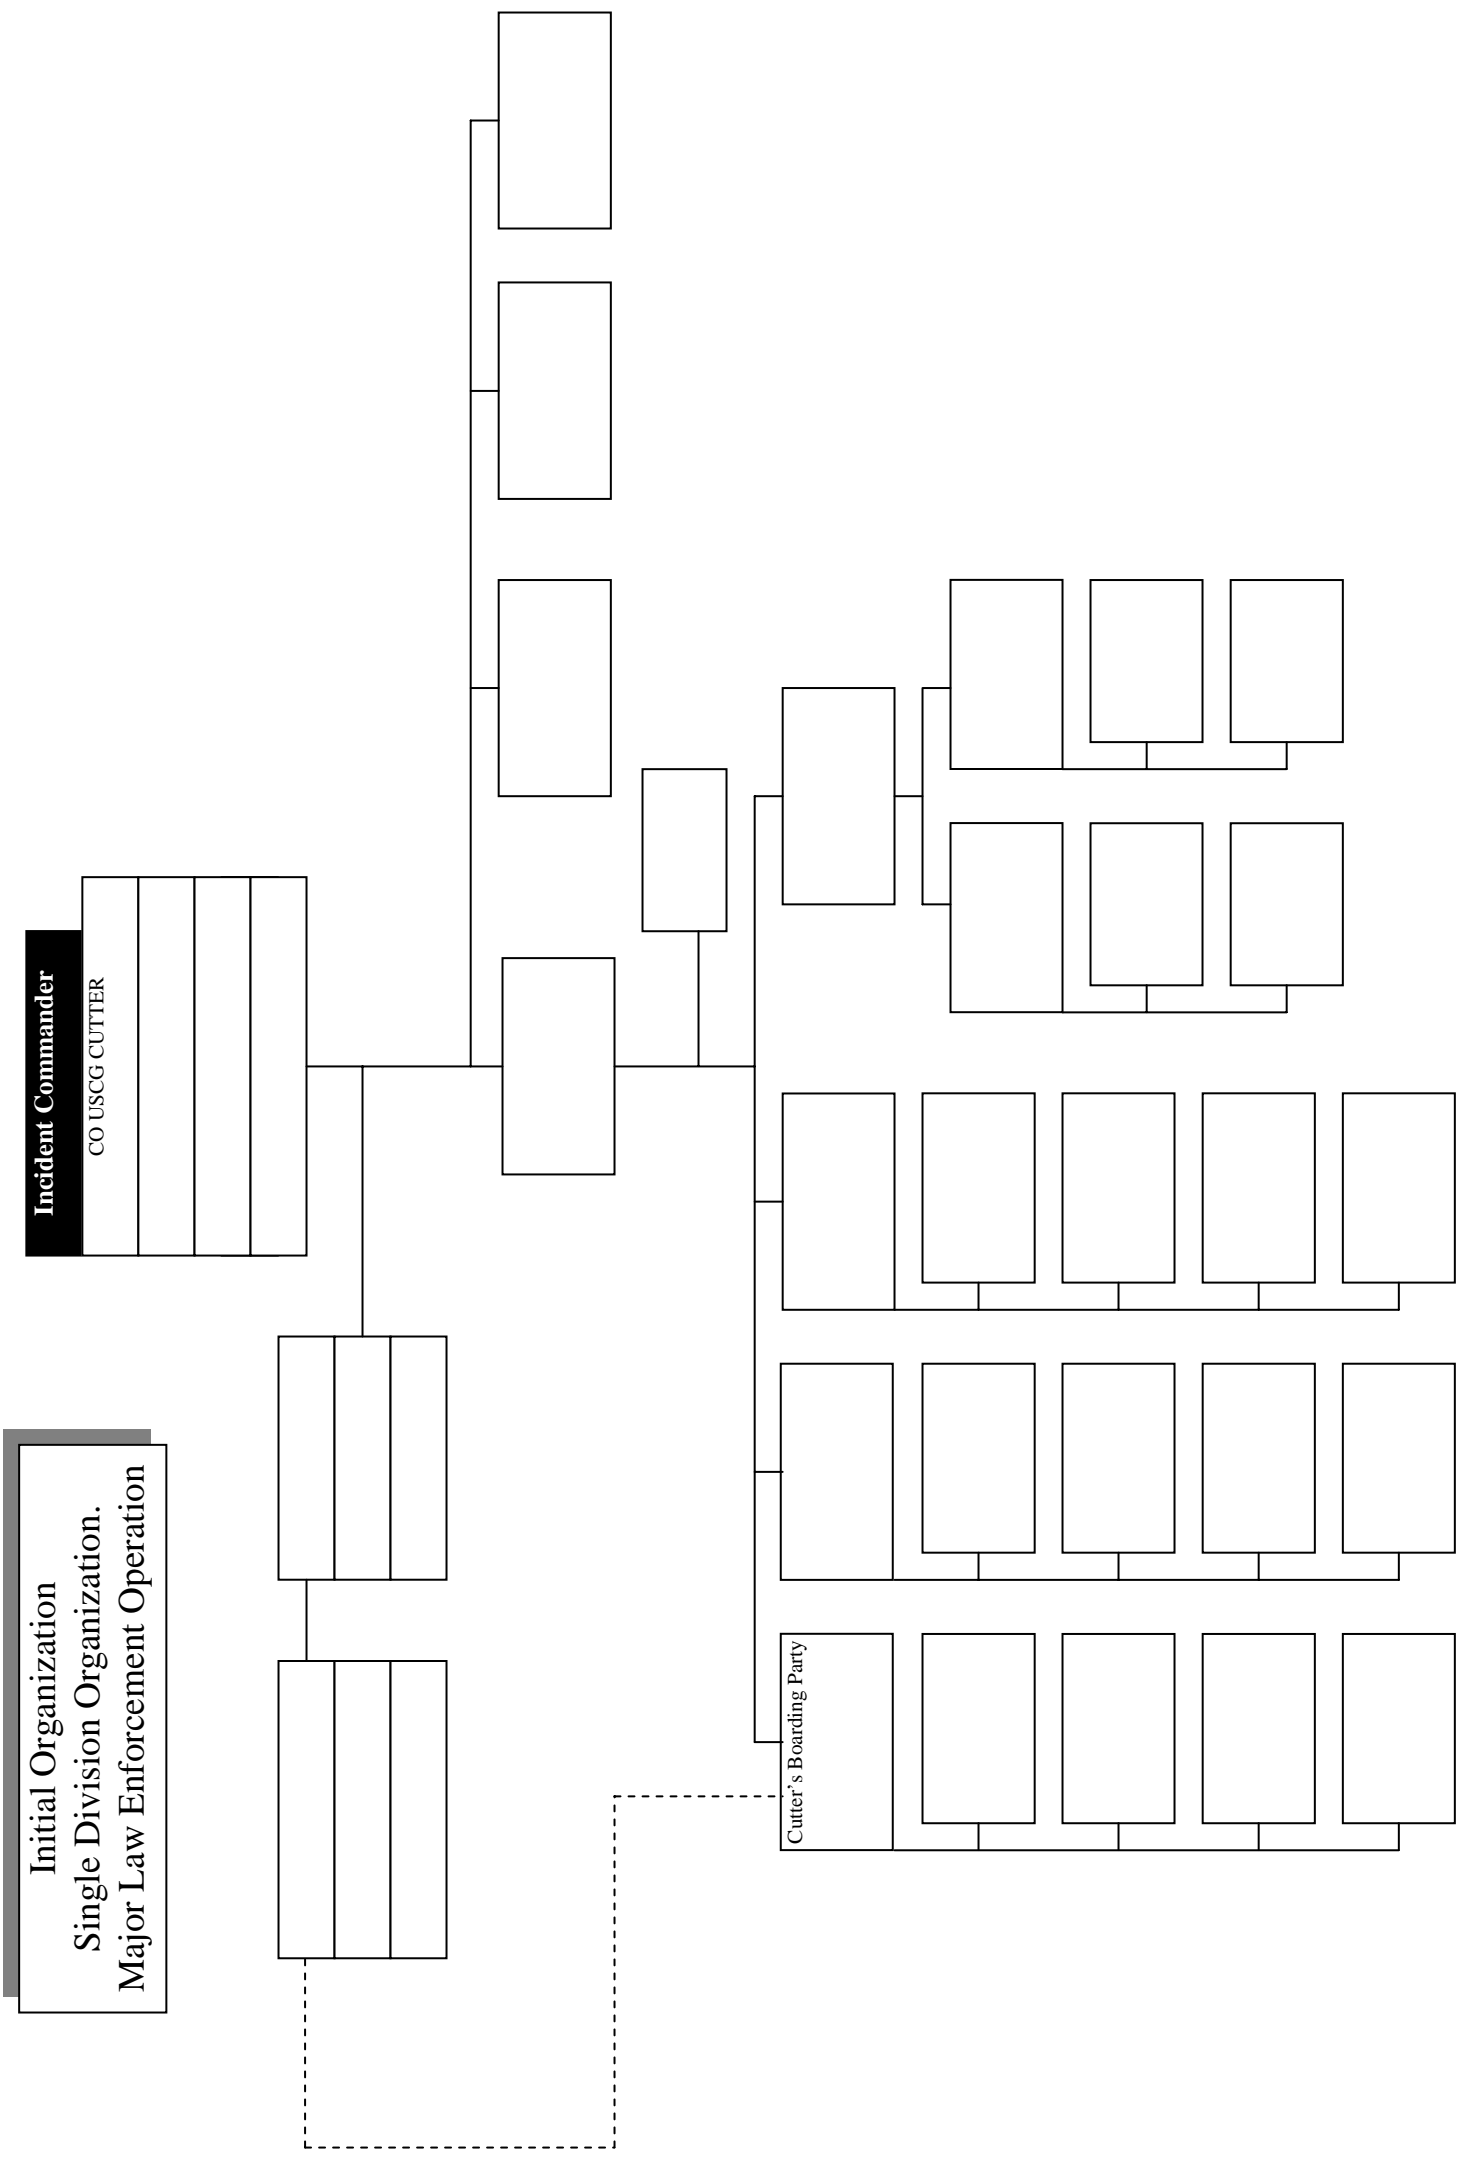 Initial Organization
Single Division Organization.
Major Law Enforcement Operation
Incident Commander
CO USCG CUTTER
Cutter's Boarding Party